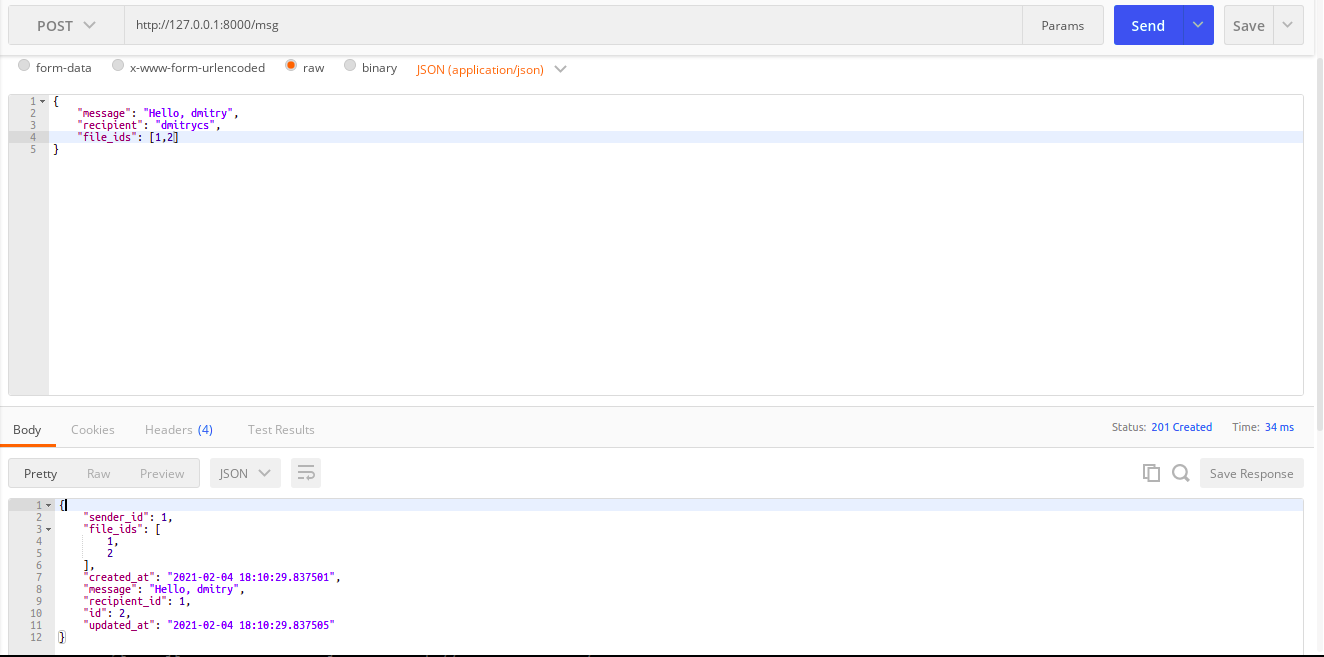 POST http://127.0.0.1:8000/msg Params Send Save
form-data x-www-form-urlencoded raw binary JSON (application/json)
1 {
2 "message": "Hello, dmitry",
3 "recipient": "dmitrycs",
4 "file_ids": [1,2]
5 }
Body Cookies Headers (4) Test Results Status: 201 Created Time: 34 ms
Pretty Raw Preview JSON Save Response
1 {
2 "sender_id": 1,
3 "file_ids": [
4 1,
5 2
6 ],
7 "created_at": "2021-02-04 18:10:29.837501",
8 "message": "Hello, dmitry",
9 "recipient_id": 1,
10 "id": 2,
11 "updated_at": "2021-02-04 18:10:29.837505"
12 }